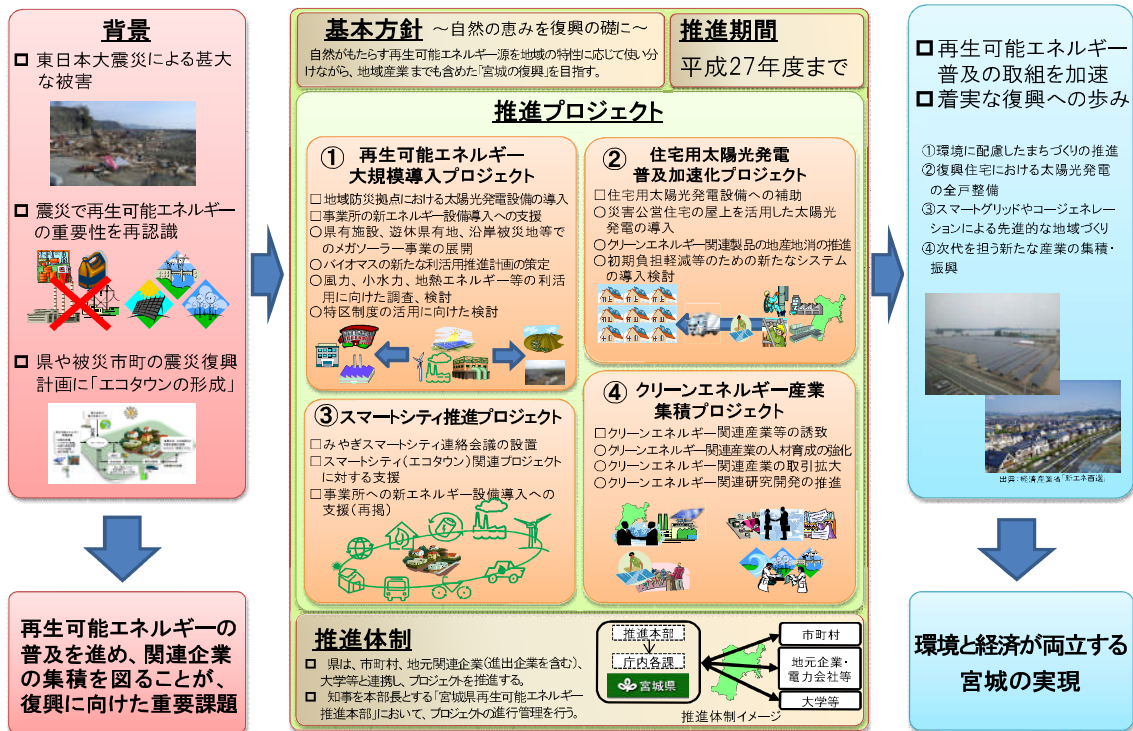 背景
□ 東日本大震災による甚大
な被害
□ 震災で再生可能エネルギー
の重要性を再認識
□ 県や被災市町の震災復興
計画に「エコタウンの形成」
再生可能エネルギーの
普及を進め、関連企業
の集積を図ることが、
復興に向けた重要課題
基本方針 ~自然の恵みを復興の礎に~
自然がもたらす再生可能エネルギー源を地域の特性に応じて使い分
けながら、地域産業までも含めた「宮城の復興」を目指す。
推進期間
平成27年度まで
推進プロジェクト
① 再生可能エネルギー
大規模導入プロジェクト
□地域防災拠点における太陽光発電設備の導入
□事業所の新エネルギー設備導入への支援
○県有施設、遊休県有地、沿岸被災地等で
のメガソーラー事業の展開
○バイオマスの新たな利活用推進計画の策定
○風力、小水力、地熱エネルギー等の利活
用に向けた調査、検討
○特区制度の活用に向けた検討
② 住宅用太陽光発電
普及加速化プロジェクト
□住宅用太陽光発電設備への補助
○災害公営住宅の屋上を活用した太陽光
発電の導入
○クリーンエネルギー関連製品の地産地消の推進
○初期負担軽減等のための新たなシステム
の導入検討
③スマートシティ推進プロジェクト
□みやぎスマートシティ連絡会議の設置
□スマートシティ(エコタウン)関連プロジェクト
に対する支援
□事業所への新エネルギー設備導入への
支援(再掲)
④ クリーンエネルギー産業
集積プロジェクト
□クリーンエネルギー関連産業等の誘致
□クリーンエネルギー関連産業の人材育成の強化
○クリーンエネルギー関連産業の取引拡大
○クリーンエネルギー関連研究開発の推進
推進体制
□ 県は、市町村、地元関連企業(進出企業を含む)、
大学等と連携し、プロジェクトを推進する。
□ 知事を本部長とする「宮城県再生可能エネルギー
推進本部」において、プロジェクトの進行管理を行う。
推進本部
庁内各課
宮城県
市町村
地元企業・
電力会社等
大学等
推進体制イメージ
□ 再生可能エネルギー
普及の取組を加速
□ 着実な復興への歩み
①環境に配慮したまちづくりの推進
②復興住宅における太陽光発電
の全戸整備
③スマートグリッドやコージェネレー
ションによる先進的な地域づくり
④次代を担う新たな産業の集積・
振興
出典:経済産業省「新エネ百選」
環境と経済が両立する
宮城の実現